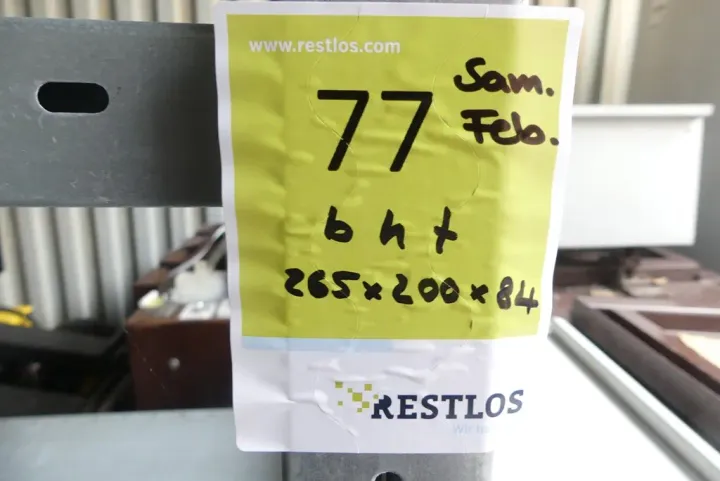 www.restlos.com
Sam.
77
Feb.
b h t
265 x 200 x 84
RESTLOS